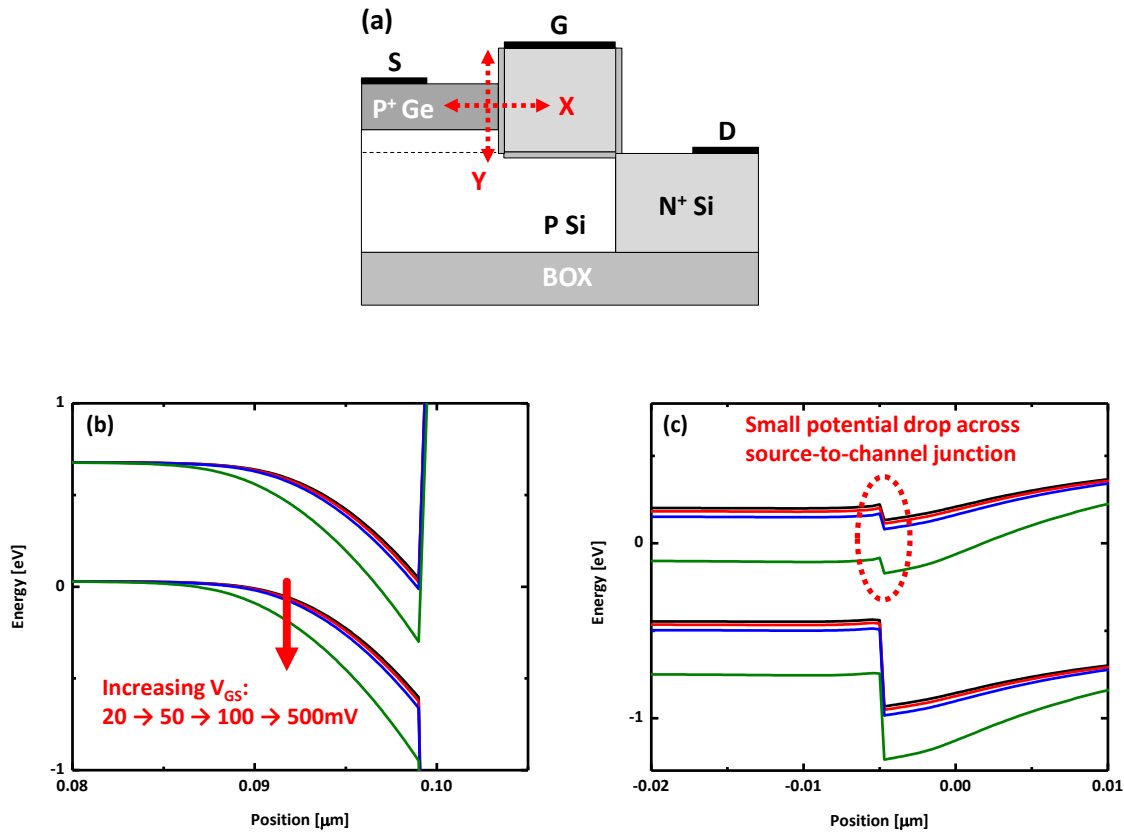 (a)
G
S
P⁺ Ge
X
D
Y
N⁺ Si
P Si
BOX
(b)
1
0
-1
Energy [eV]
Increasing V_GS:
20 → 50 → 100 → 500mV
0.08
0.09
0.10
Position [μm]
(c)
Small potential drop across
source-to-channel junction
0
-1
Energy [eV]
-0.02
-0.01
0.00
0.01
Position [μm]